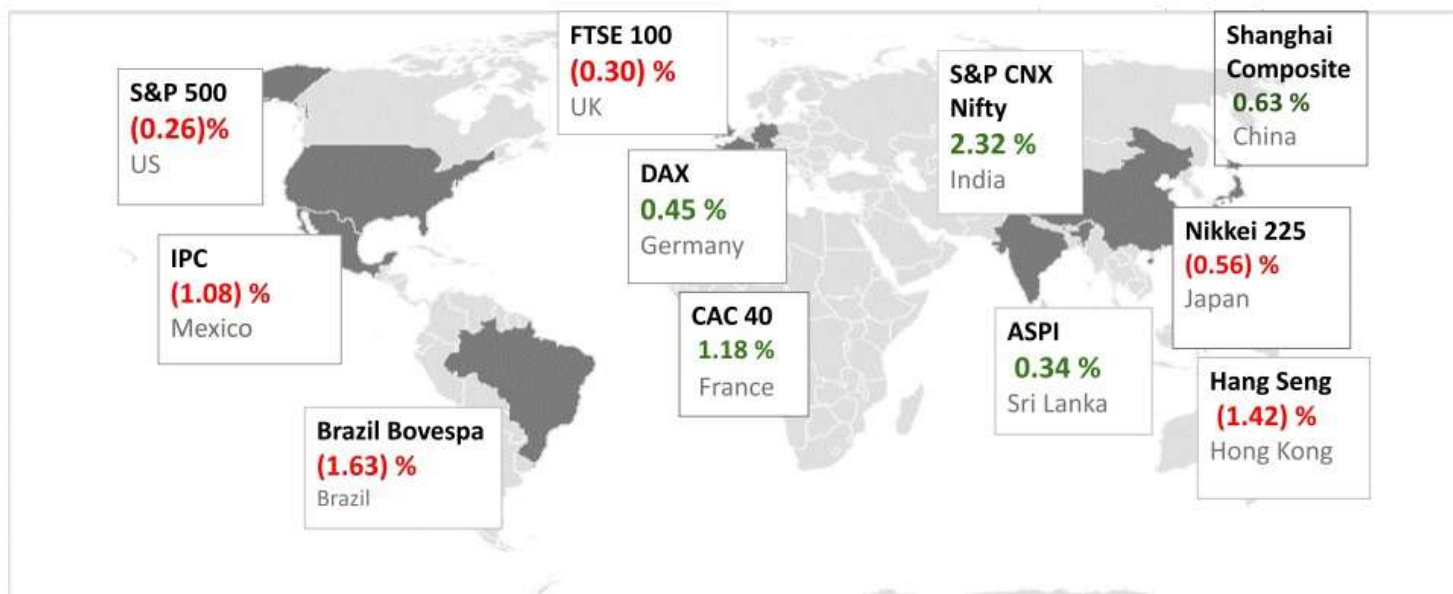 S&P 500
(0.26)%
US
FTSE 100
(0.30) %
UK
S&P CNX
Nifty
2.32 %
India
Shanghai
Composite
0.63 %
China
DAX
0.45 %
Germany
IPC
(1.08) %
Mexico
Nikkei 225
(0.56) %
Japan
CAC 40
1.18 %
France
ASPI
0.34 %
Sri Lanka
Hang Seng
(1.42) %
Hong Kong
Brazil Bovespa
(1.63) %
Brazil